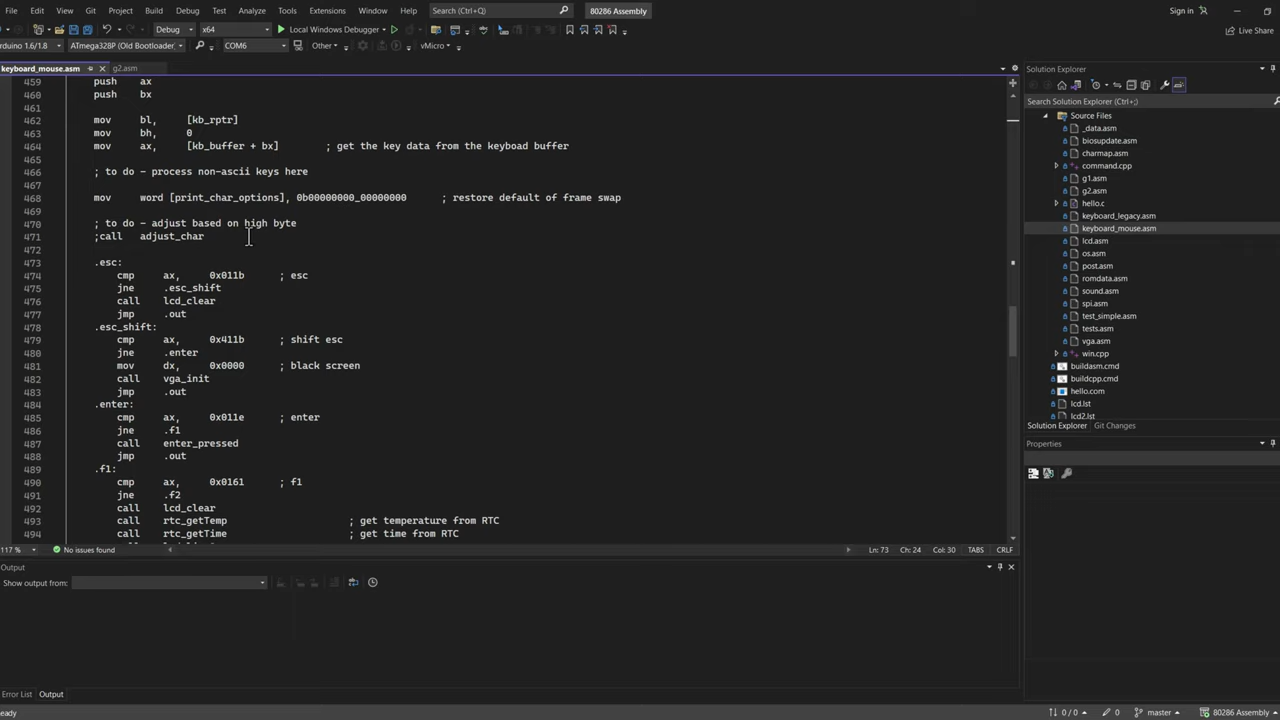 File Edit View Git Project Build Debug Test Analyze Tools Extensions Window Help Search (Ctrl+Q) 80286 Assembly Sign in
x64 Local Windows Debugger Live Share
rduino 1.6/1.8 ATmega328P (Old Bootloader) COM6 Other vMicro
keyboard_mouse.asm g2.asm
459 push ax
460 push bx
461
462 mov bl, [kb_rptr]
463 mov bh, 0
464 mov ax, [kb_buffer + bx] ; get the key data from the keyboad buffer
465
466 ; to do - process non-ascii keys here
467
468 mov word [print_char_options], 0b00000000_00000000 ; restore default of frame swap
469
470 ; to do - adjust based on high byte
471 ;call adjust_char
472
473 .esc:
474 cmp ax, 0x011b ; esc
475 jne .esc_shift
476 call lcd_clear
477 jmp .out
478 .esc_shift:
479 cmp ax, 0x411b ; shift esc
480 jne .enter
481 mov dx, 0x0000 ; black screen
482 call vga_init
483 jmp .out
484 .enter:
485 cmp ax, 0x011e ; enter
486 jne .f1
487 call enter_pressed
488 jmp .out
489 .f1:
490 cmp ax, 0x0161 ; f1
491 jne .f2
492 call lcd_clear
493 call rtc_getTemp ; get temperature from RTC
494 call rtc_getTime ; get time from RTC
117 % No issues found Ln: 73 Ch: 24 Col: 30 TABS CRLF
Output
Show output from:
Error List Output
eady 0 / 0 0 master 80286 Assembly
Solution Explorer
Search Solution Explorer (Ctrl+;)
Source Files
_data.asm
biosupdate.asm
charmap.asm
command.cpp
g1.asm
g2.asm
hello.c
keyboard_legacy.asm
keyboard_mouse.asm
lcd.asm
os.asm
post.asm
romdata.asm
sound.asm
spi.asm
test_simple.asm
tests.asm
vga.asm
win.cpp
buildasm.cmd
buildcpp.cmd
hello.com
lcd.lst
lcd2.lst
Solution Explorer Git Changes
Properties